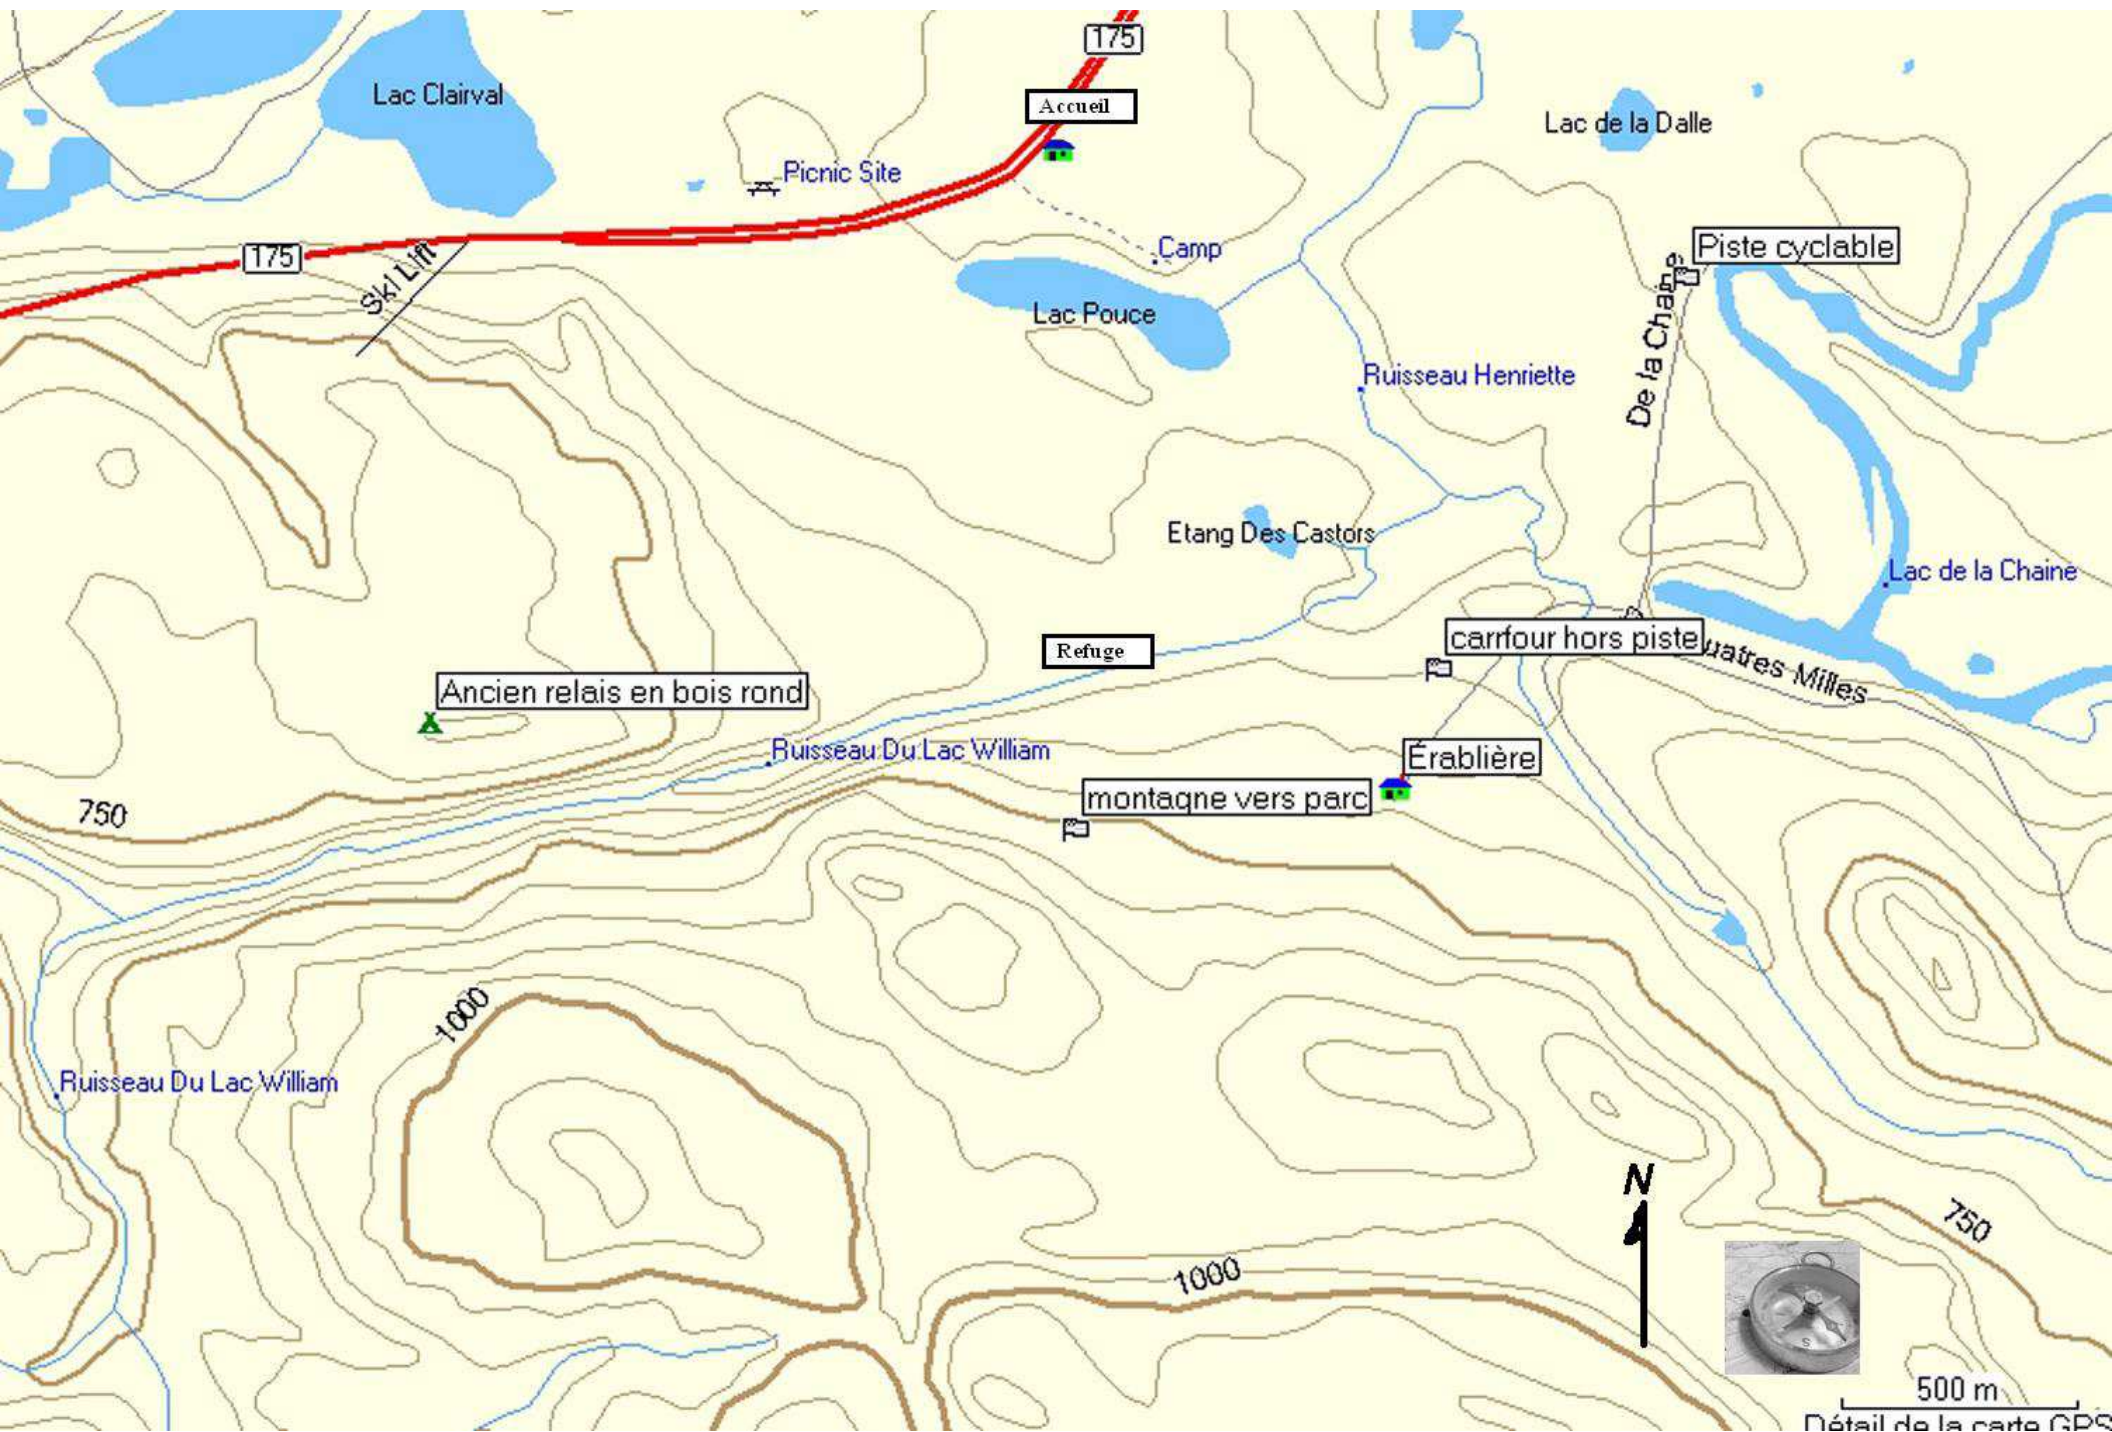 175
Lac Clairval
Accueil
Lac de la Dalle
Picnic Site
Camp
Piste cyclable
175
Ski Lift
Lac Pouce
De la Chaine
Ruisseau Henriette
Etang Des Castors
Lac de la Chaine
Refuge
carrfour hors piste
uatres Milles
Ancien relais en bois rond
Ruisseau Du Lac William
Érablière
montagne vers parc
750
1000
Ruisseau Du Lac William
N
750
1000
S
500 m
Détail de la carte GPS